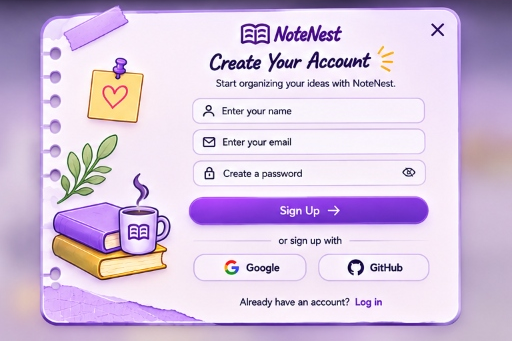 NoteNest
Create Your Account
Start organizing your ideas with NoteNest.
Enter your name
Enter your email
Create a password
Sign Up →
or sign up with
Google
GitHub
Already have an account? Log in